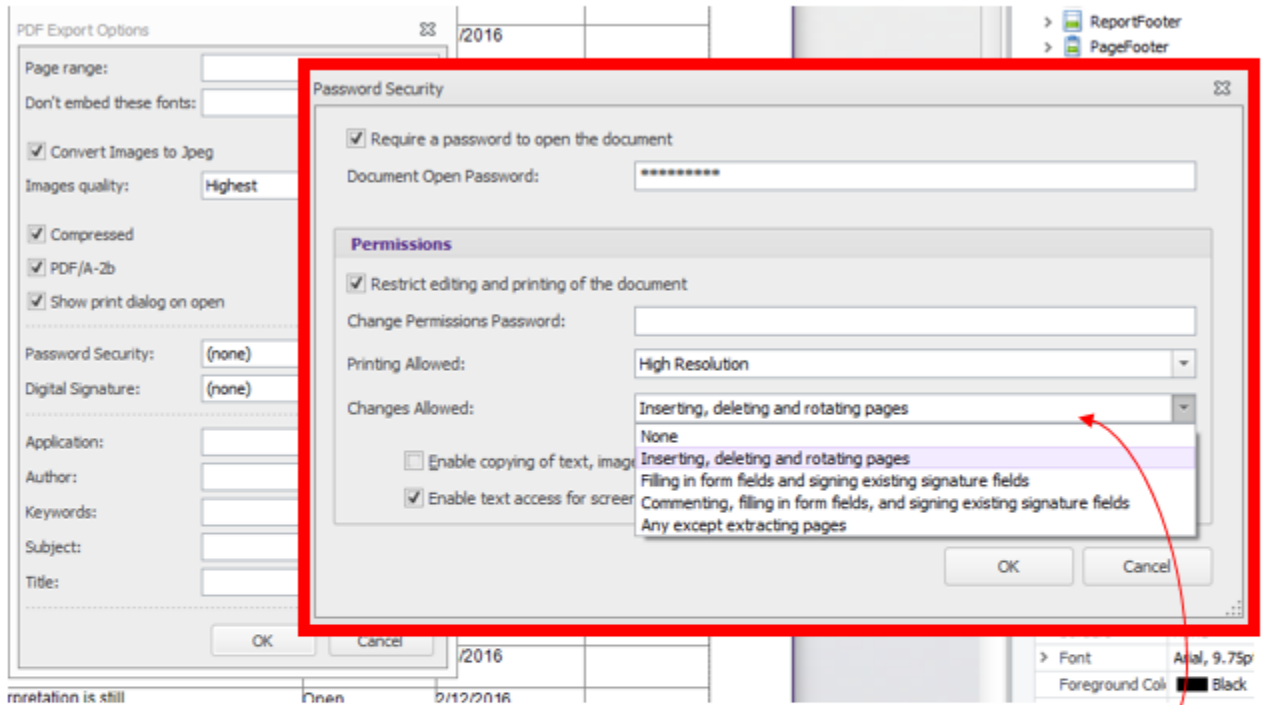 PDF Export Options
/2016
ReportFooter
PageFooter
Page range:
Don't embed these fonts:
Convert Images to Jpeg
Images quality:
Highest
Compressed
PDF/A-2b
Show print dialog on open
Password Security:
(none)
Digital Signature:
(none)
Application:
Author:
Keywords:
Subject:
Title:
OK
Cancel
Password Security
Require a password to open the document
Document Open Password:
*********
Permissions
Restrict editing and printing of the document
Change Permissions Password:
Printing Allowed:
High Resolution
Changes Allowed:
Inserting, deleting and rotating pages
None
Inserting, deleting and rotating pages
Filling in form fields and signing existing signature fields
Commenting, filling in form fields, and signing existing signature fields
Any except extracting pages
Enable copying of text, image
Enable text access for screen
OK
Cancel
/2016
Font
Arial, 9.75p
Foreground Col
Black
rpretation is still
Open
2/12/2016